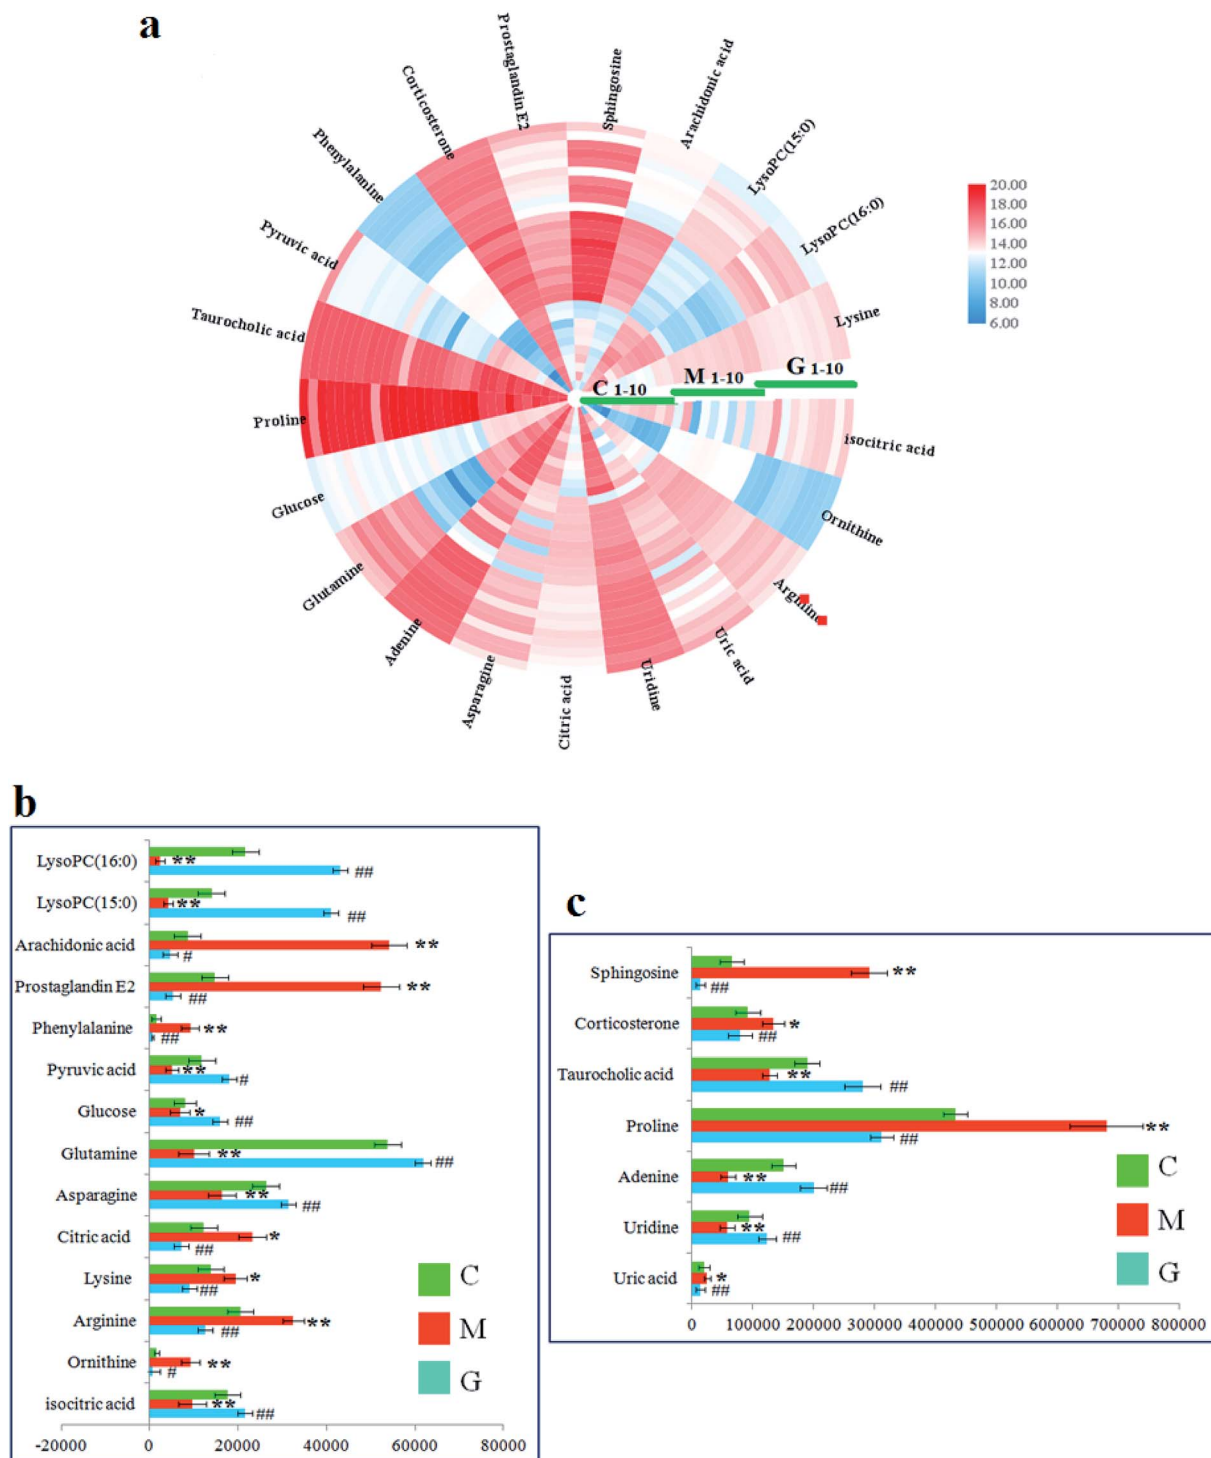 a
Prostaglandin E2
Sphingosine
Arachidonic acid
Corticosterone
LysoPC(15:0)
Phenylalanine
LysoPC(16:0)
Pyruvic acid
Lysine
Taurocholic acid
C 1-10
M 1-10
G 1-10
Proline
isocitric acid
Glucose
Ornithine
Glutamine
Arginine
Adenine
Uric acid
Asparagine
Uridine
Citric acid
20.00
18.00
16.00
14.00
12.00
10.00
8.00
6.00
b
LysoPC(16:0)
**
##
LysoPC(15:0)
**
##
Arachidonic acid
**
#
Prostaglandin E2
**
##
Phenylalanine
**
##
Pyruvic acid
**
#
Glucose
*
##
Glutamine
**
##
Asparagine
**
##
Citric acid
*
##
Lysine
*
##
Arginine
**
##
Ornithine
**
#
isocitric acid
**
##
C
M
G
-20000 0 20000 40000 60000 80000
c
Sphingosine
**
##
Corticosterone
*
##
Taurocholic acid
**
##
Proline
**
##
Adenine
**
##
Uridine
**
##
Uric acid
*
##
C
M
G
0 100000 200000 300000 400000 500000 600000 700000 800000